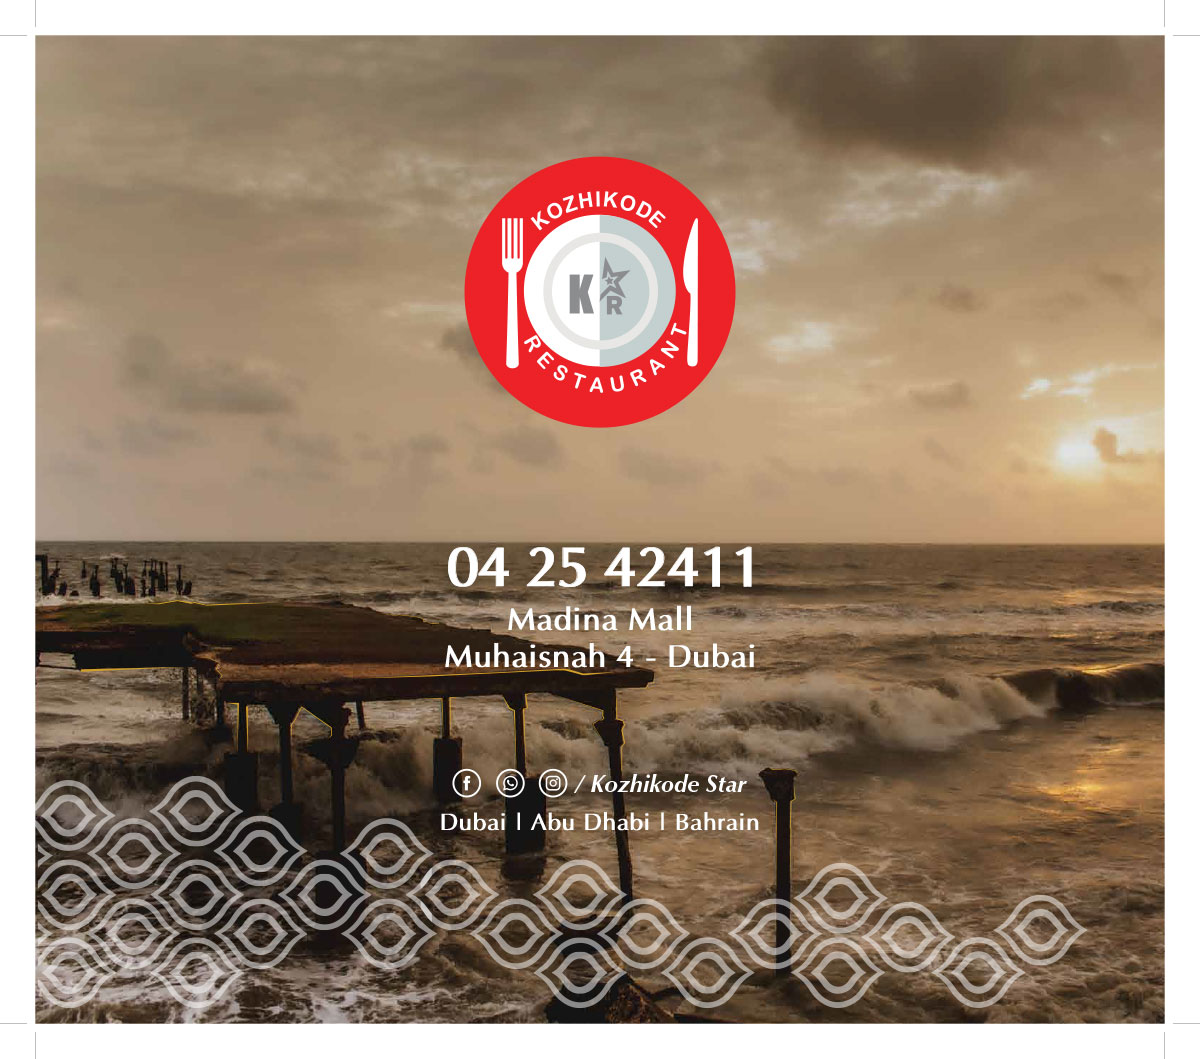 KOZHIKODE
K R
RESTAURANT
04 25 42411
Madina Mall
Muhaisnah 4 - Dubai
/ Kozhikode Star
Dubai | Abu Dhabi | Bahrain